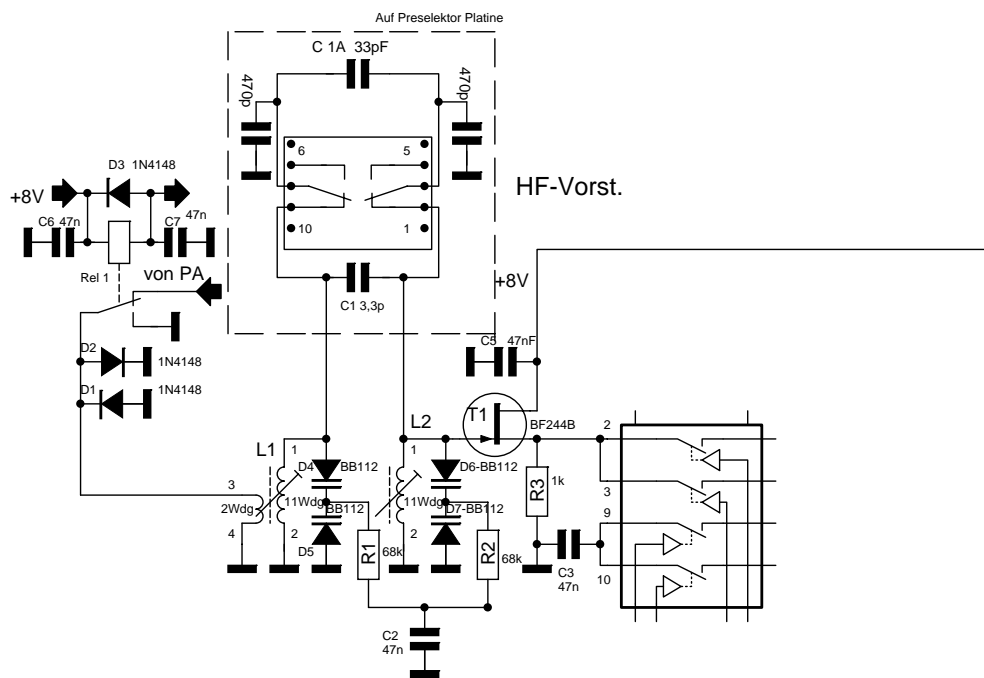 Auf Preselektor Platine
C 1A 33pF
470p
470p
6
5
10
1
C1 3,3p
HF-Vorst.
D3 1N4148
+8V
C6 47n
C7 47n
Rel 1
von PA
D2
1N4148
D1
1N4148
+8V
C5 47nF
T1
BF244B
L1
L2
1
1
D4 BB112
D6-BB112
3
2Wdg
11Wdg
BB112
11Wdg
D7-BB112
4
2
D5
2
R1
68k
R2
68k
R3
1k
C3
47n
C2
47n
2
3
9
10